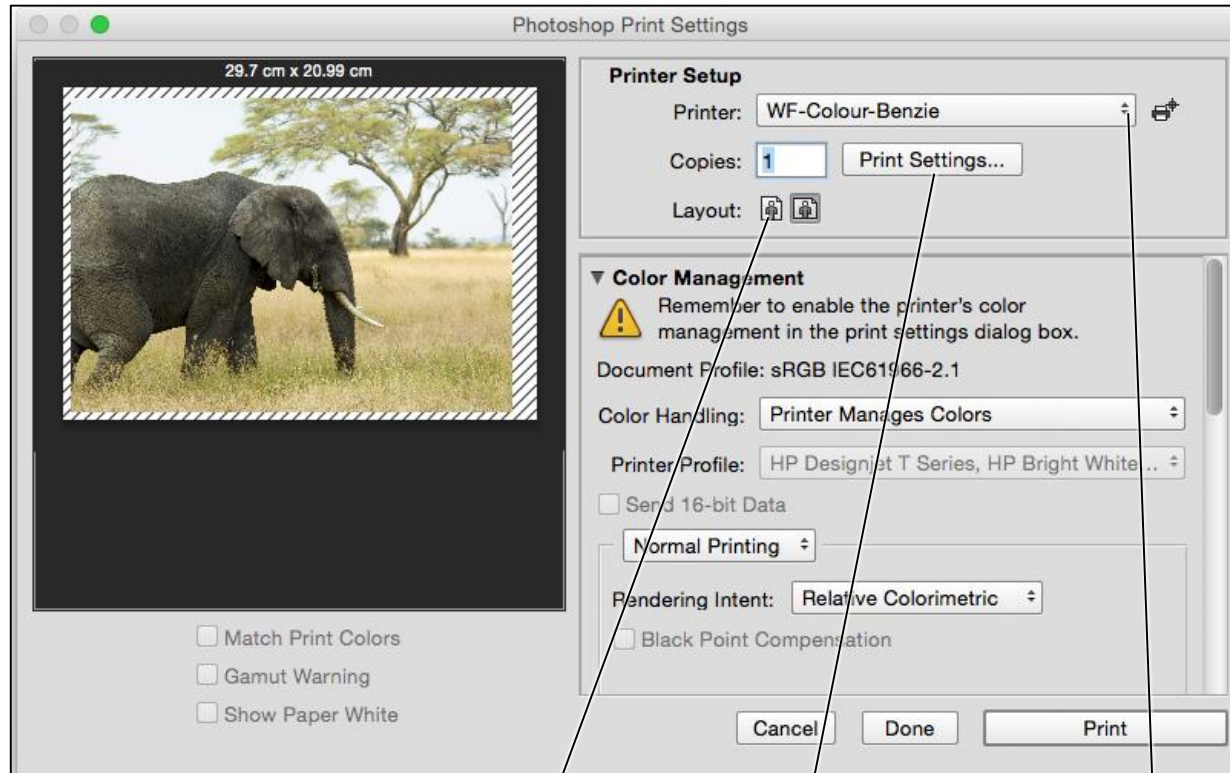 Photoshop Print Settings
29.7 cm x 20.99 cm
Printer Setup
Printer: WF-Colour-Benzie
Copies: 1 Print Settings...
Layout:
Color Management
Remember to enable the printer's color
management in the print settings dialog box.
Document Profile: sRGB IEC61966-2.1
Color Handling: Printer Manages Colors
Printer Profile: HP Designjet T Series, HP Bright White...
Send 16-bit Data
Normal Printing
Rendering Intent: Relative Colorimetric
Black Point Compensation
Match Print Colors
Gamut Warning
Show Paper White
Cancel Done Print